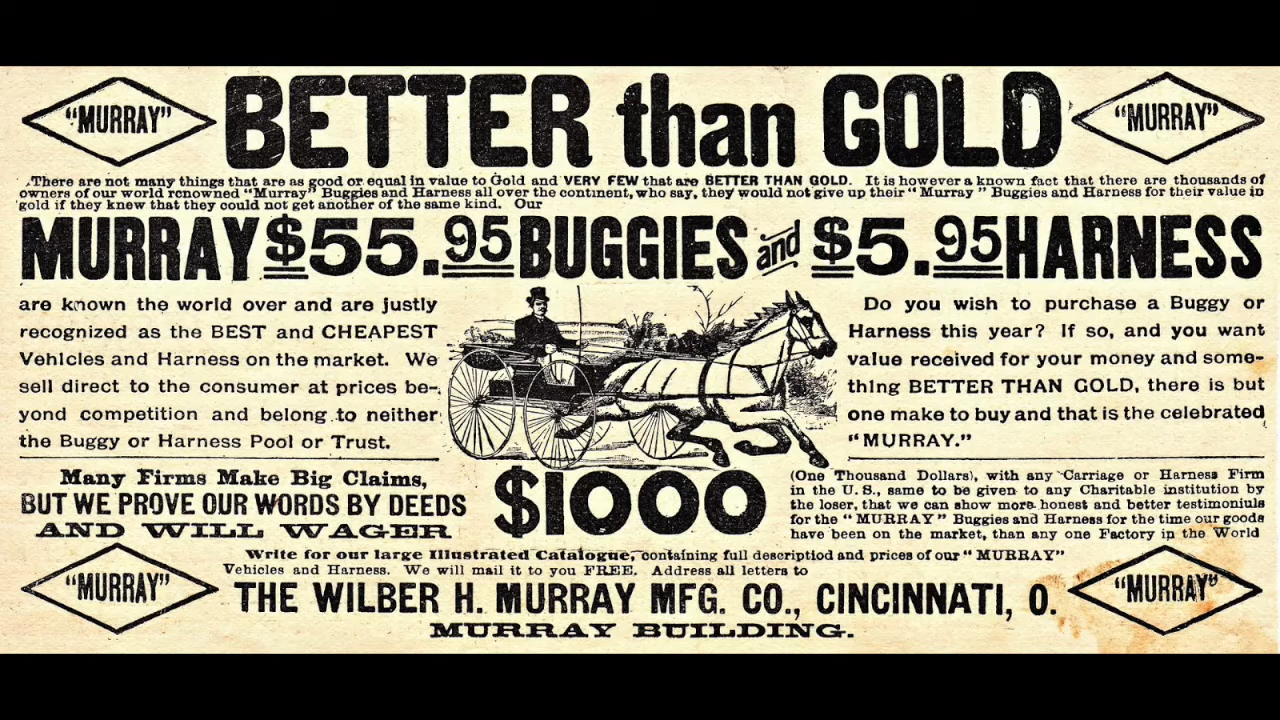 "MURRAY" BETTER than GOLD "MURRAY"
There are not many things that are as good or equal in value to Gold and VERY FEW that are BETTER THAN GOLD. It is however a known fact that there are thousands of
owners of our world renowned "Murray" Buggies and Harness all over the continent, who say, they would not give up their "Murray" Buggies and Harness for their value in
gold if they knew that they could not get another of the same kind. Our
MURRAY $55.95 BUGGIES and $5.95 HARNESS
are known the world over and are justly
recognized as the BEST and CHEAPEST
Vehicles and Harness on the market. We
sell direct to the consumer at prices be-
yond competition and belong to neither
the Buggy or Harness Pool or Trust.
Do you wish to purchase a Buggy or
Harness this year? If so, and you want
value received for your money and some-
thing BETTER THAN GOLD, there is but
one make to buy and that is the celebrated
"MURRAY."
Many Firms Make Big Claims,
BUT WE PROVE OUR WORDS BY DEEDS
AND WILL WAGER
$1000
(One Thousand Dollars), with any Carriage or Harness Firm
in the U. S., same to be given to any Charitable institution by
the loser, that we can show more honest and better testimonials
for the "MURRAY" Buggies and Harness for the time our goods
have been on the market, than any one Factory in the World
Write for our large Illustrated Catalogue, containing full description and prices of our "MURRAY"
Vehicles and Harness. We will mail it to you FREE. Address all letters to
"MURRAY" THE WILBER H. MURRAY MFG. CO., CINCINNATI, O. "MURRAY"
MURRAY BUILDING.